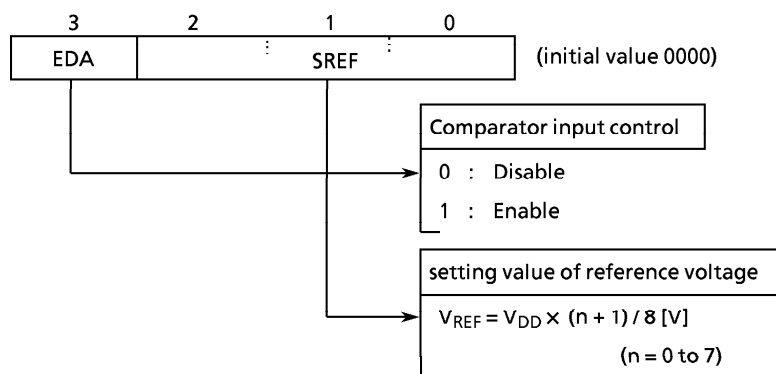 3 2 1 0
EDA SREF (initial value 0000)
Comparator input control
0 : Disable
1 : Enable
setting value of reference voltage
VREF = VDD × (n + 1) / 8 [V]
(n = 0 to 7)